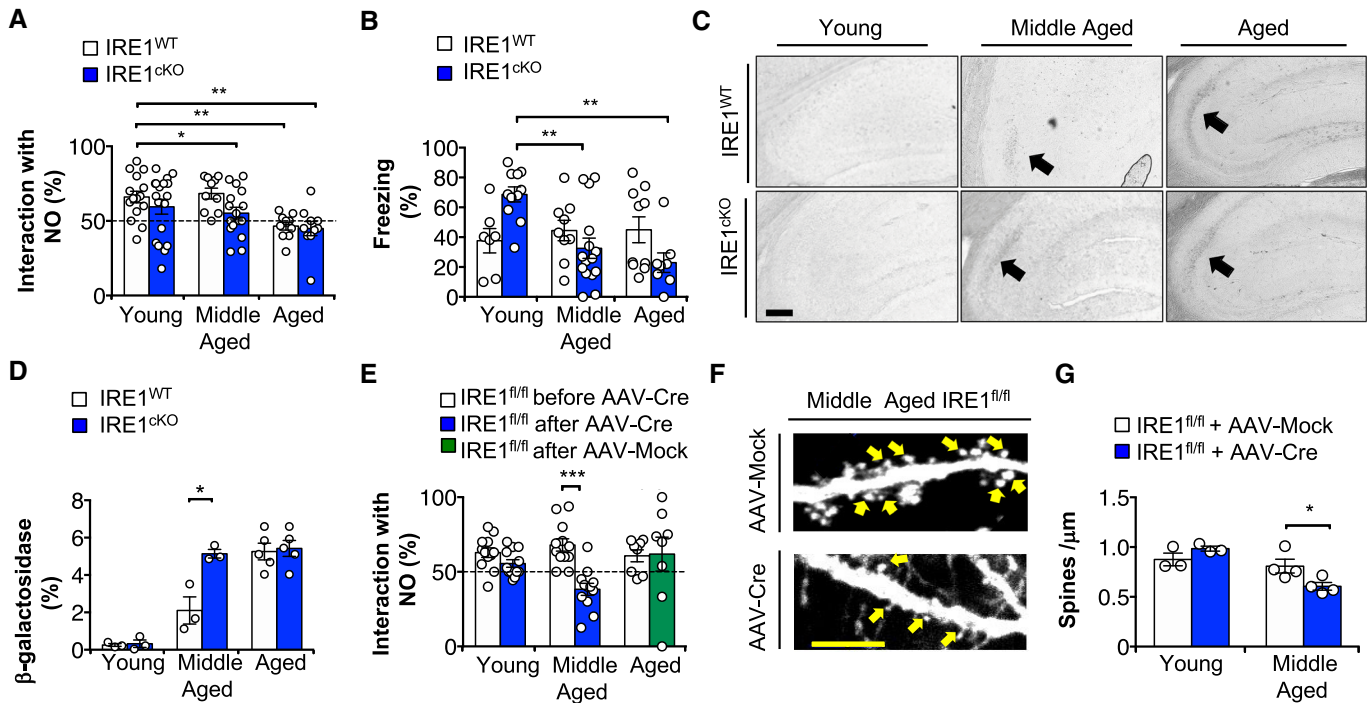 A
IRE1WT
IRE1cKO
Interaction with NO (%)
100
50
0
**
**
*
Young
Middle Aged
Aged
B
IRE1WT
IRE1cKO
Freezing (%)
100
80
60
40
20
0
**
**
Young
Middle Aged
Aged
C
Young
Middle Aged
Aged
IRE1WT
IRE1cKO
D
IRE1WT
IRE1cKO
β-galactosidase (%)
8
6
4
2
0
*
Young
Middle Aged
Aged
E
IRE1fl/fl before AAV-Cre
IRE1fl/fl after AAV-Cre
IRE1fl/fl after AAV-Mock
Interaction with NO (%)
100
50
0
***
Young
Middle Aged
Aged
F
Middle Aged IRE1fl/fl
AAV-Mock
AAV-Cre
G
IRE1fl/fl + AAV-Mock
IRE1fl/fl + AAV-Cre
Spines /μm
1.5
1.0
0.5
0
*
Young
Middle Aged